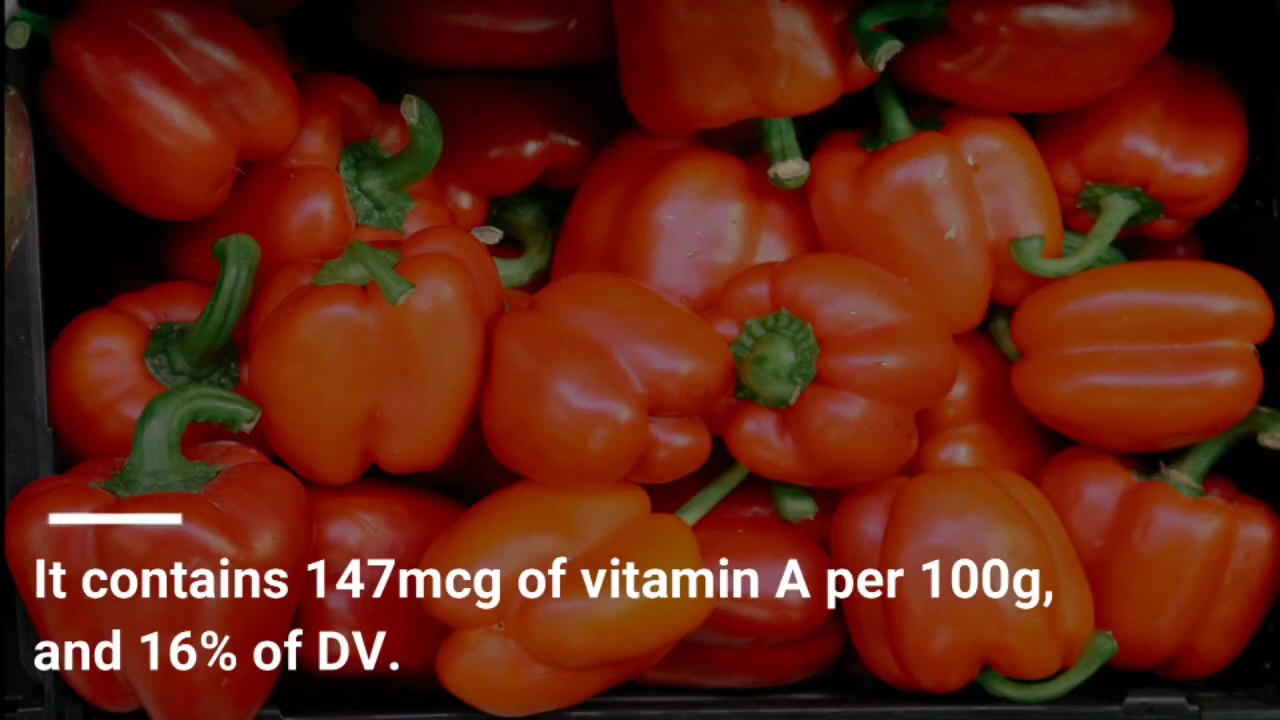 It contains 147mcg of vitamin A per 100g,
and 16% of DV.